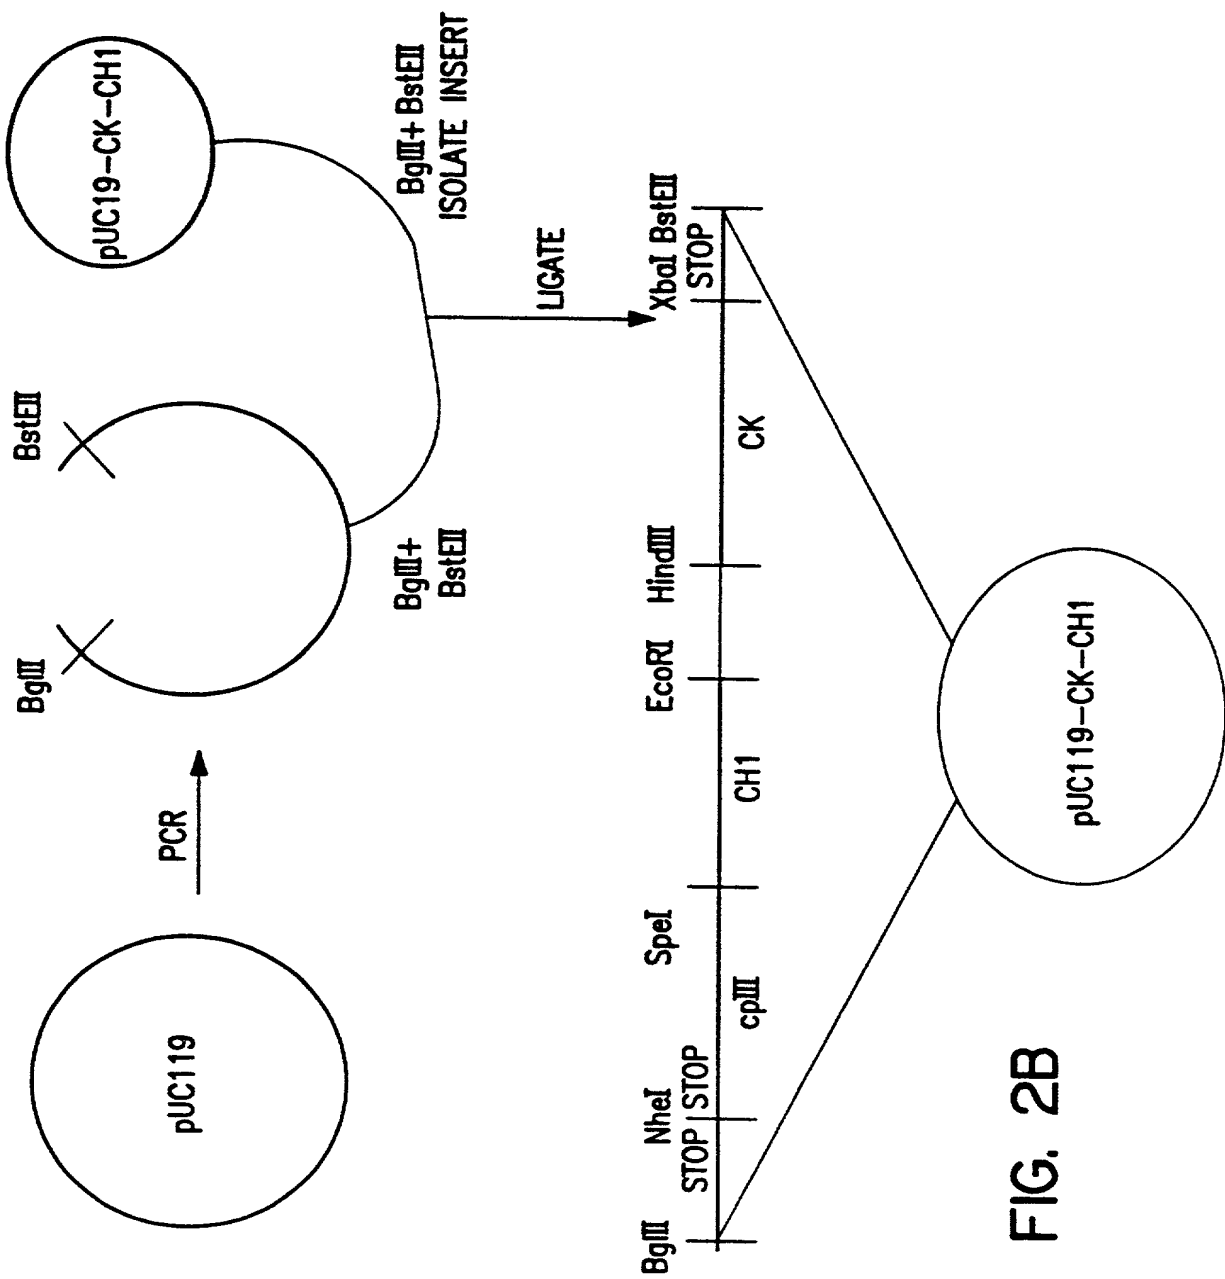 BglII
BstEII
pUC19-CK-CH1
pUC119
PCR
BglII+
BstEII
BglII+BstEII
ISOLATE INSERT
LIGATE
BglII NheI SpeI EcoRI HindIII XbaI BstEII
STOP STOP STOP
cpIII CH1 CK
pUC119-CK-CH1
FIG. 2B